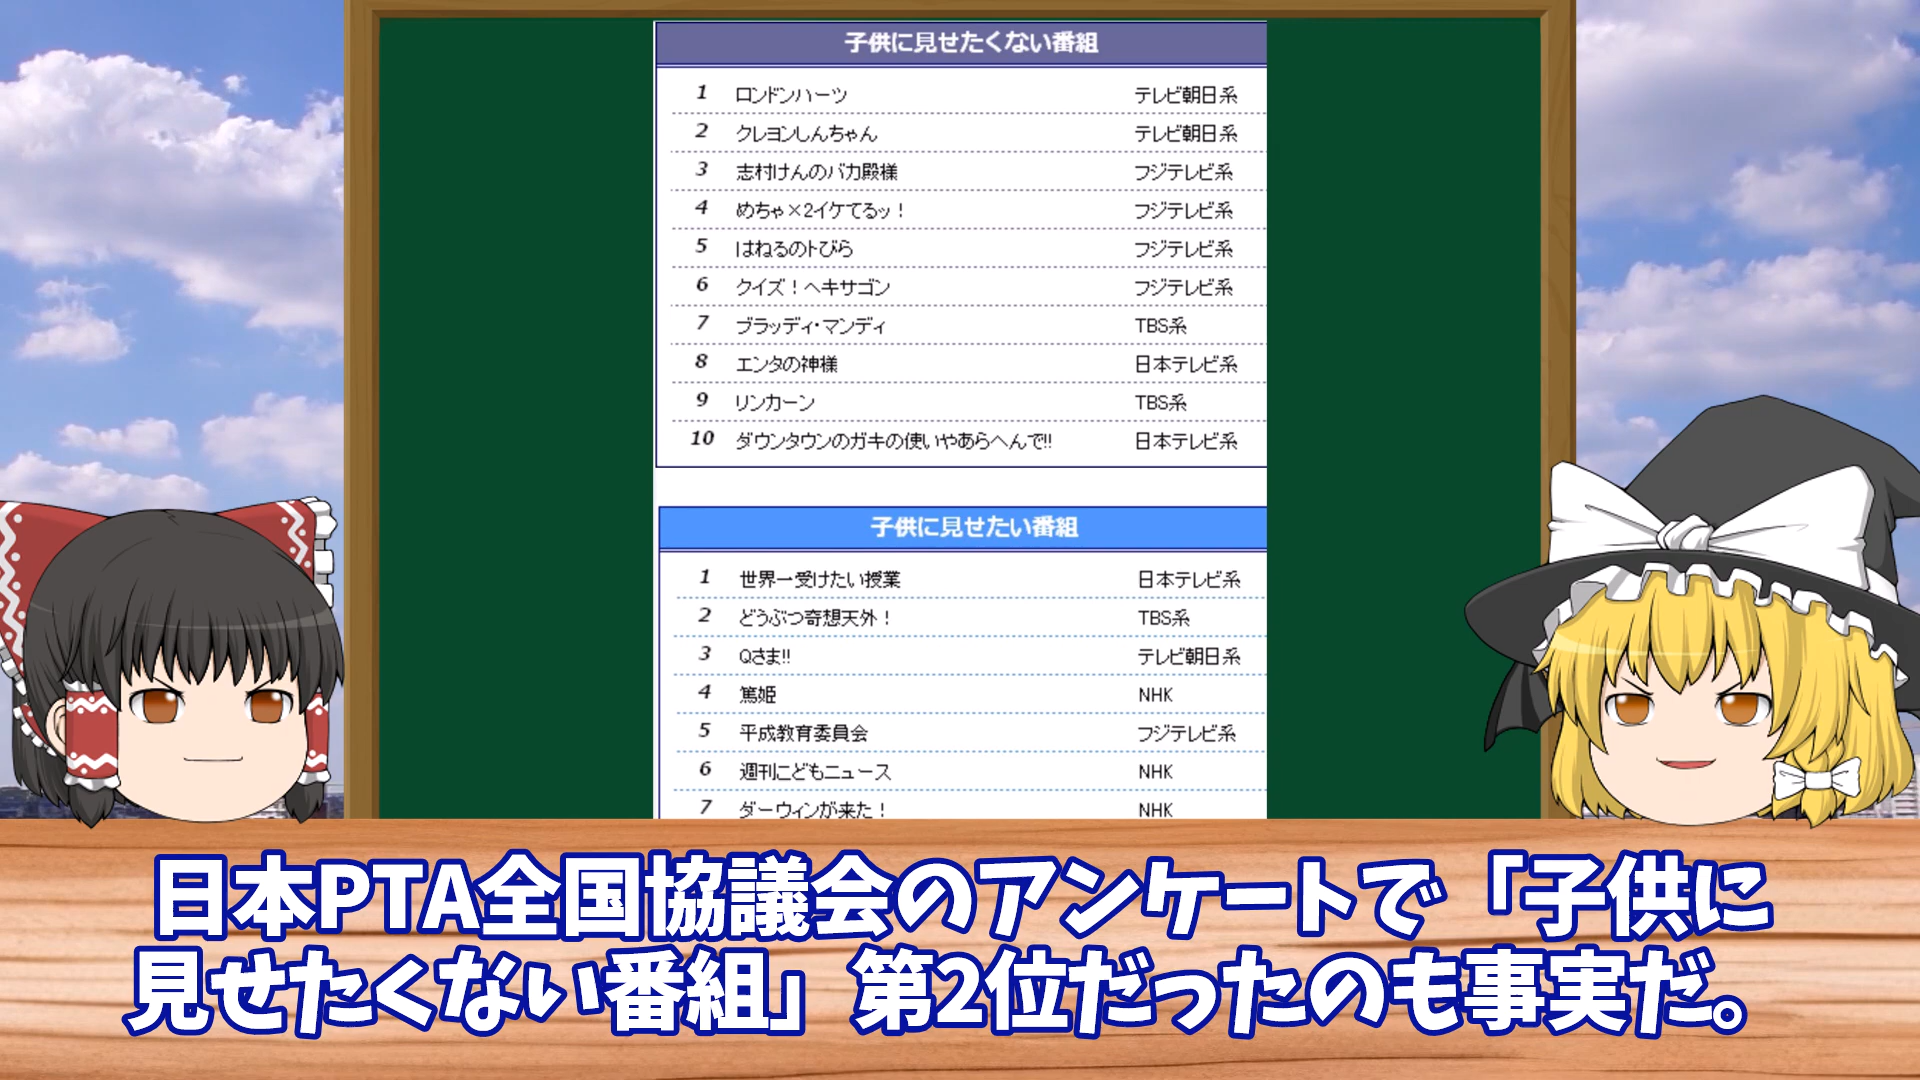 子供に見せたくない番組
1 ロンドンハーツ テレビ朝日系
2 クレヨンしんちゃん テレビ朝日系
3 志村けんのバカ殿様 フジテレビ系
4 めちゃ×2イケてるッ！ フジテレビ系
5 はねるのトびら フジテレビ系
6 クイズ！ヘキサゴン フジテレビ系
7 ブラッディ・マンディ TBS系
8 エンタの神様 日本テレビ系
9 リンカーン TBS系
10 ダウンタウンのガキの使いやあらへんで!! 日本テレビ系
子供に見せたい番組
1 世界一受けたい授業 日本テレビ系
2 どうぶつ奇想天外！ TBS系
3 Qさま!! テレビ朝日系
4 篤姫 NHK
5 平成教育委員会 フジテレビ系
6 週刊こどもニュース NHK
7 ダーウィンが来た！ NHK
日本PTA全国協議会のアンケートで「子供に
見せたくない番組」第2位だったのも事実だ。